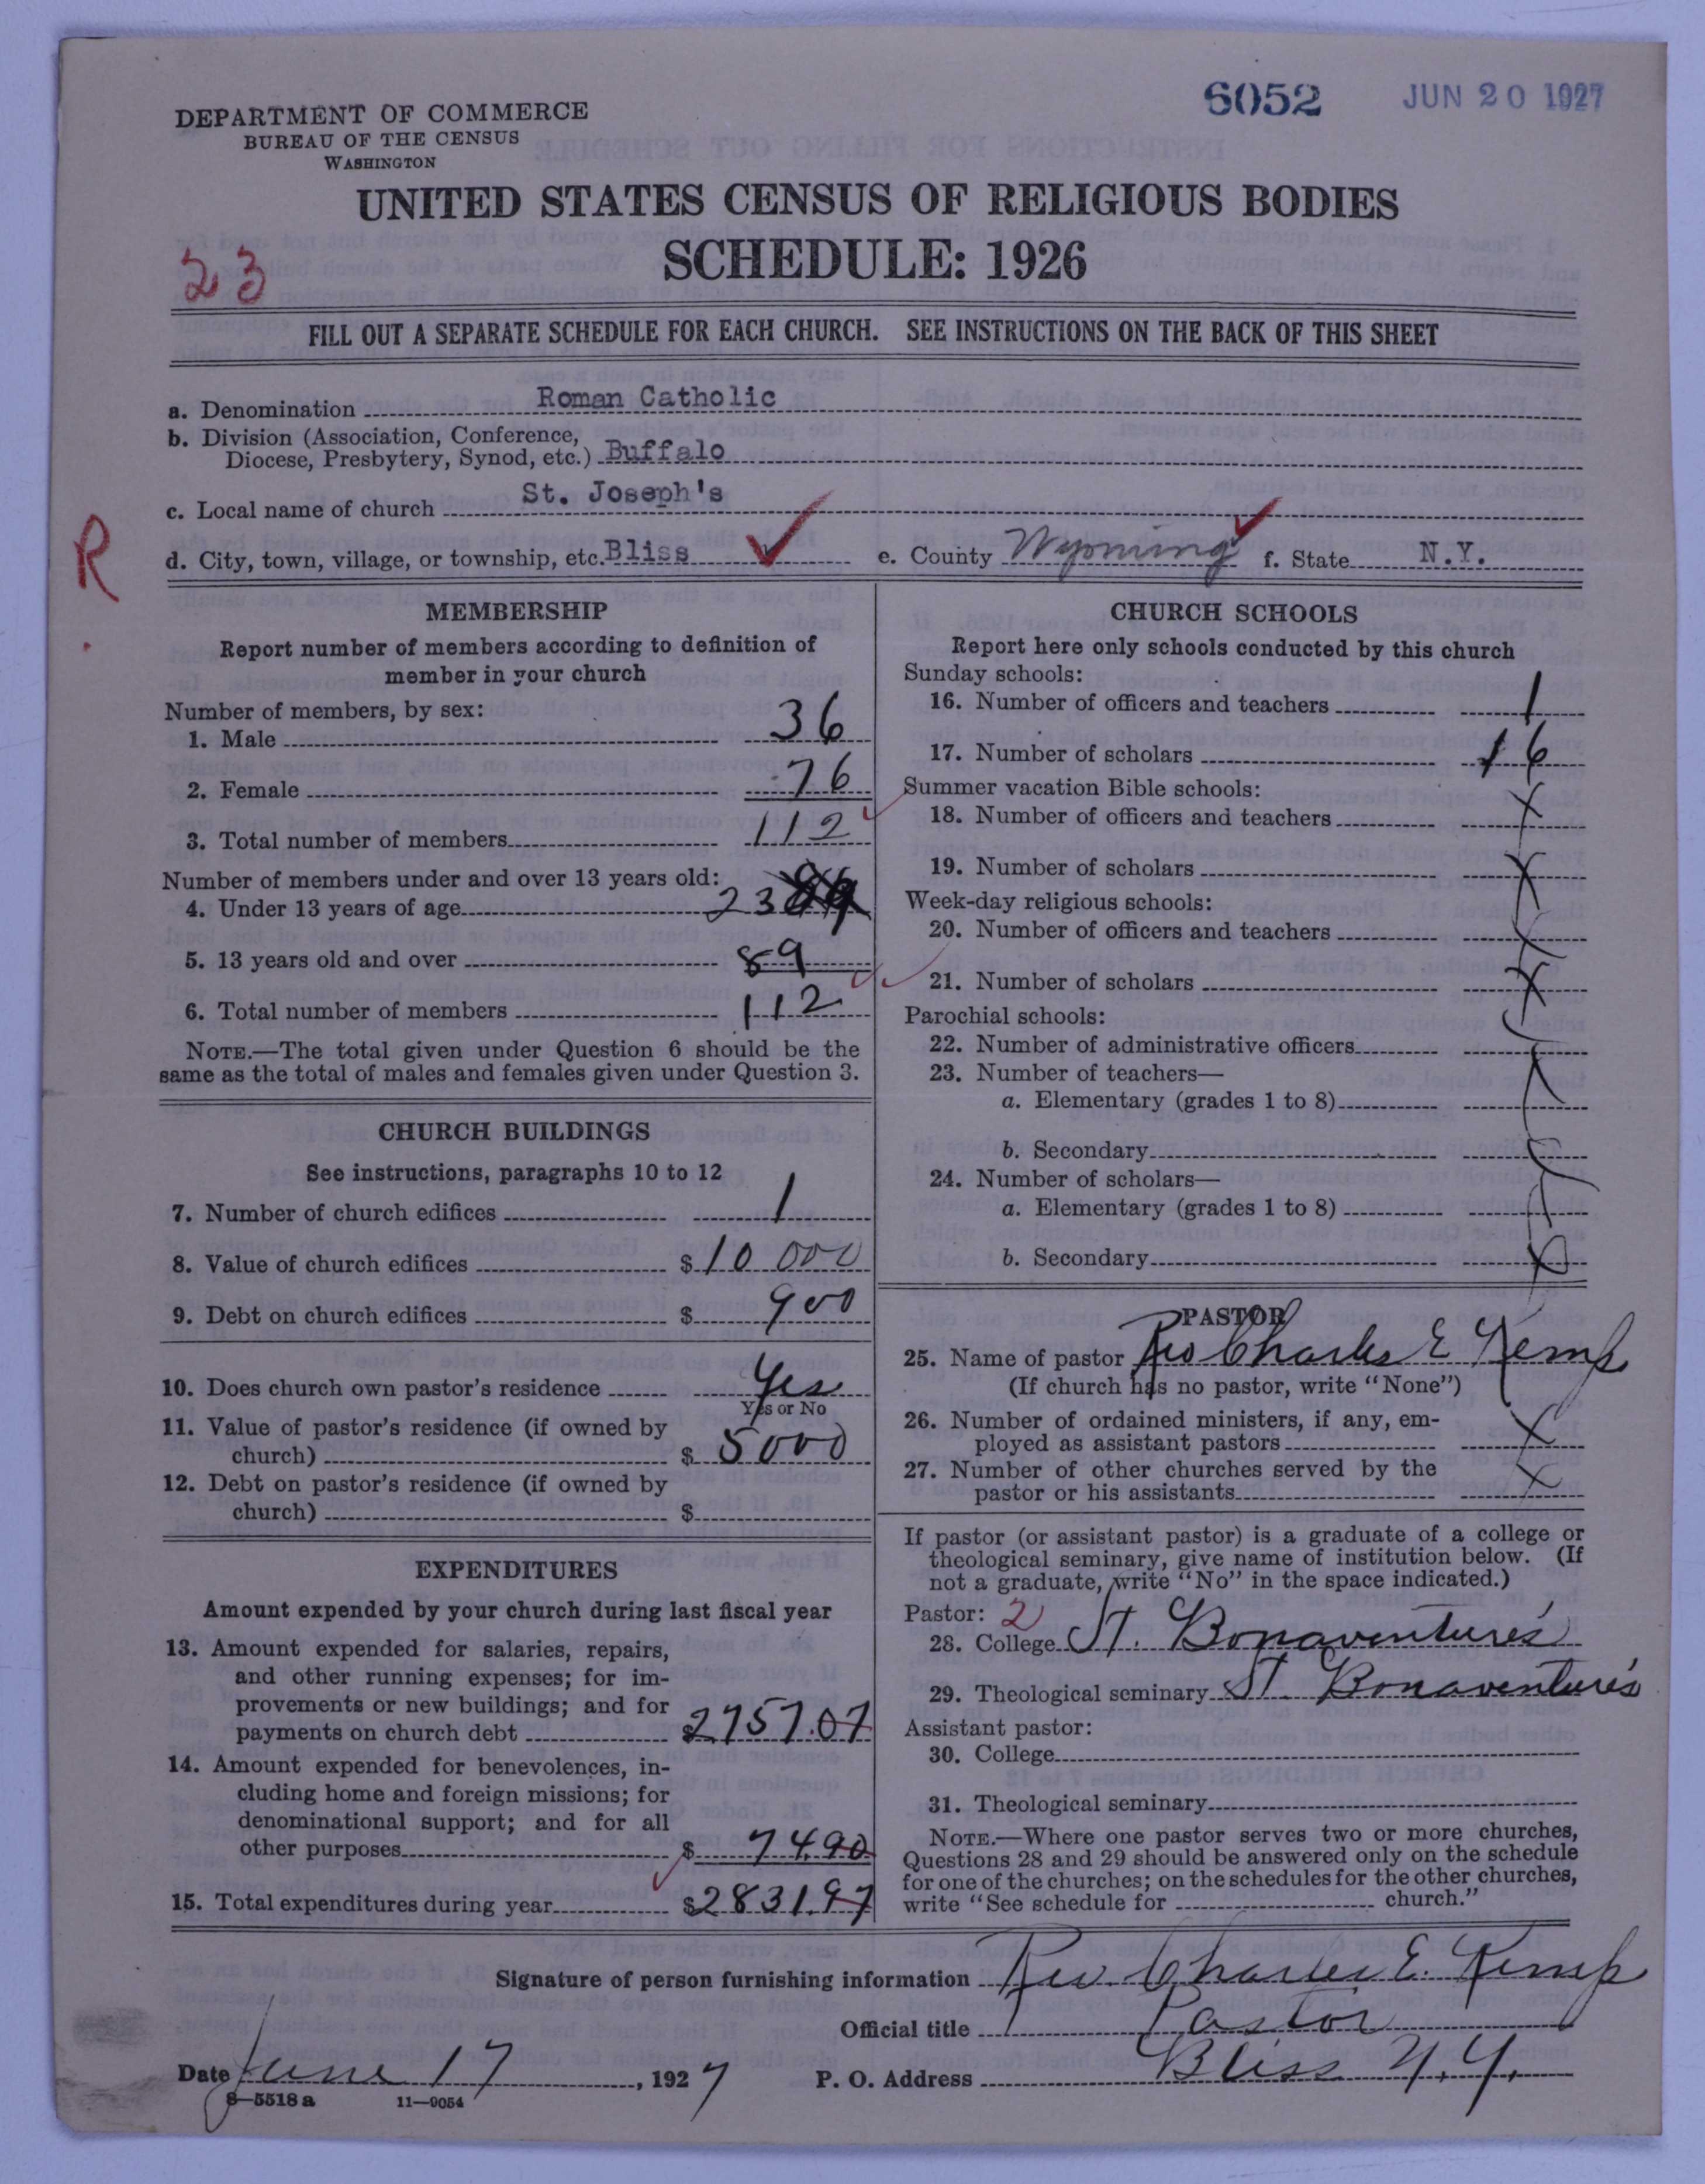 6052 JUN 20 1927
DEPARTMENT OF COMMERCE
BUREAU OF THE CENSUS
WASHINGTON
UNITED STATES CENSUS OF RELIGIOUS BODIES
SCHEDULE: 1926
23
FILL OUT A SEPARATE SCHEDULE FOR EACH CHURCH. SEE INSTRUCTIONS ON THE BACK OF THIS SHEET
a. Denomination Roman Catholic
b. Division (Association, Conference,
Diocese, Presbytery, Synod, etc.) Buffalo
c. Local name of church St. Joseph's
R
d. City, town, village, or township, etc. Bliss e. County Wyoming f. State N.Y.
MEMBERSHIP
Report number of members according to definition of
member in your church
Number of members, by sex:
1. Male 36
2. Female 76
3. Total number of members 112
Number of members under and over 13 years old:
4. Under 13 years of age 23
5. 13 years old and over 89
6. Total number of members 112
NOTE.—The total given under Question 6 should be the
same as the total of males and females given under Question 3.
CHURCH BUILDINGS
See instructions, paragraphs 10 to 12
7. Number of church edifices 1
8. Value of church edifices $ 10 000
9. Debt on church edifices $ 900
10. Does church own pastor's residence Yes
Yes or No
11. Value of pastor's residence (if owned by
church) $ 5000
12. Debt on pastor's residence (if owned by
church) $
EXPENDITURES
Amount expended by your church during last fiscal year
13. Amount expended for salaries, repairs,
and other running expenses; for im-
provements or new buildings; and for
payments on church debt $2757.07
14. Amount expended for benevolences, in-
cluding home and foreign missions; for
denominational support; and for all
other purposes $ 74.90
15. Total expenditures during year $2831.97
CHURCH SCHOOLS
Report here only schools conducted by this church
Sunday schools:
16. Number of officers and teachers 1
17. Number of scholars 16
Summer vacation Bible schools:
18. Number of officers and teachers X
19. Number of scholars X
Week-day religious schools:
20. Number of officers and teachers X
21. Number of scholars X
Parochial schools:
22. Number of administrative officers
23. Number of teachers—
a. Elementary (grades 1 to 8)
b. Secondary
24. Number of scholars—
a. Elementary (grades 1 to 8)
b. Secondary
PASTOR
25. Name of pastor Rev Charles E Kemp
(If church has no pastor, write "None")
26. Number of ordained ministers, if any, em-
ployed as assistant pastors X
27. Number of other churches served by the
pastor or his assistants X
If pastor (or assistant pastor) is a graduate of a college or
theological seminary, give name of institution below. (If
not a graduate, write "No" in the space indicated.)
Pastor: 2
28. College St. Bonaventure's
29. Theological seminary St. Bonaventure's
Assistant pastor:
30. College
31. Theological seminary
NOTE.—Where one pastor serves two or more churches,
Questions 28 and 29 should be answered only on the schedule
for one of the churches; on the schedules for the other churches,
write "See schedule for church."
Signature of person furnishing information Rev. Charles E. Kemp
Official title Pastor
Date June 17, 1927 P. O. Address Bliss N.Y.
8—5518 a 11—9054